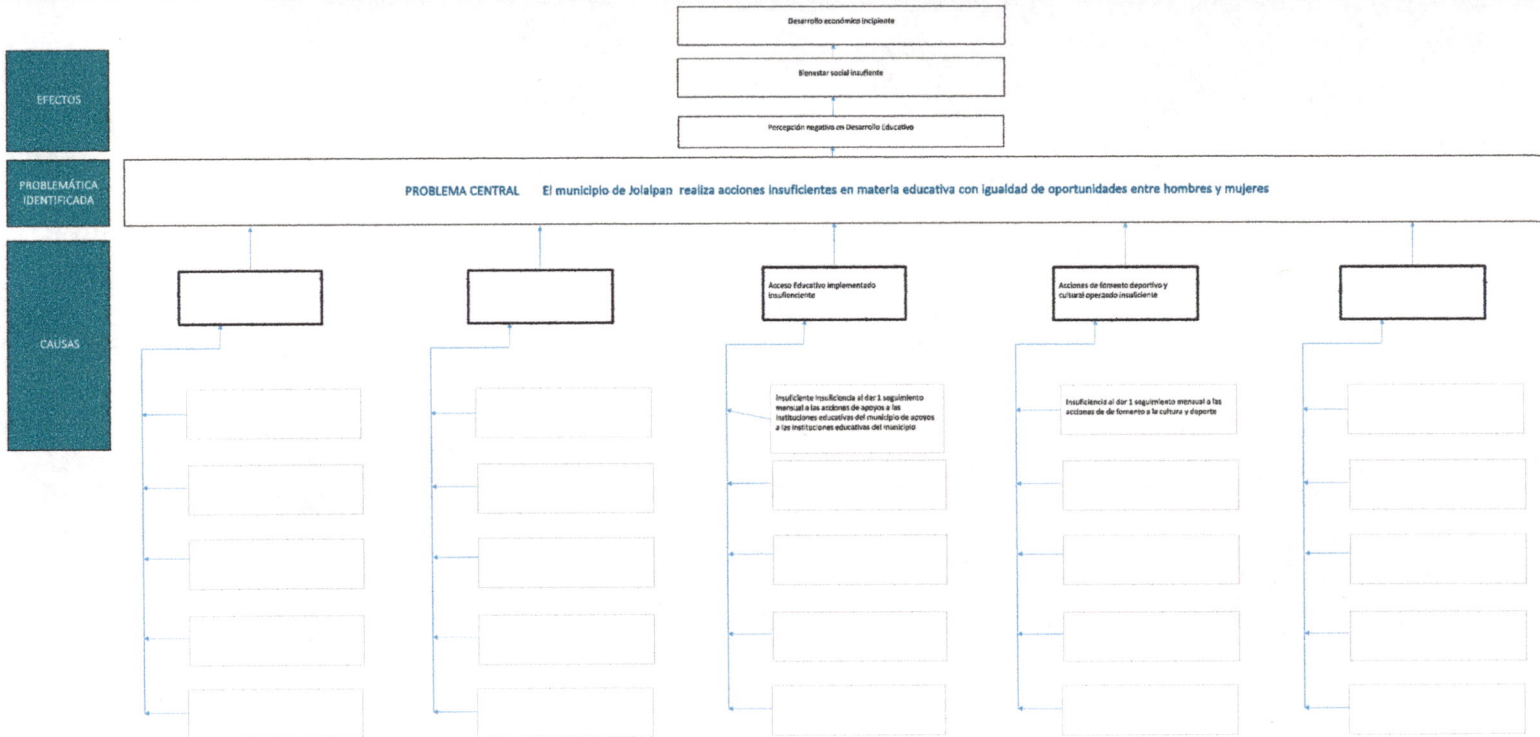 Desarrollo económico incipiente
Bienestar social insufiente
EFECTOS
Percepción negativa en Desarrollo Educativo
PROBLEMÁTICA
IDENTIFICADA
PROBLEMA CENTRAL El municipio de Jolalpan realiza acciones insuficientes en materia educativa con igualdad de oportunidades entre hombres y mujeres
CAUSAS
Acceso Educativo implementado
insufienciente
Acciones de fomento deportivo y
cultural operando insuficiente
Insuficiente insuficiencia al dar 1 seguimiento
mensual a las acciones de apoyos a las
instituciones educativas del municipio de apoyos
a las instituciones educativas del municipio
Insuficiencia al dar 1 seguimiento mensual a las
acciones de de fomento a la cultura y deporte